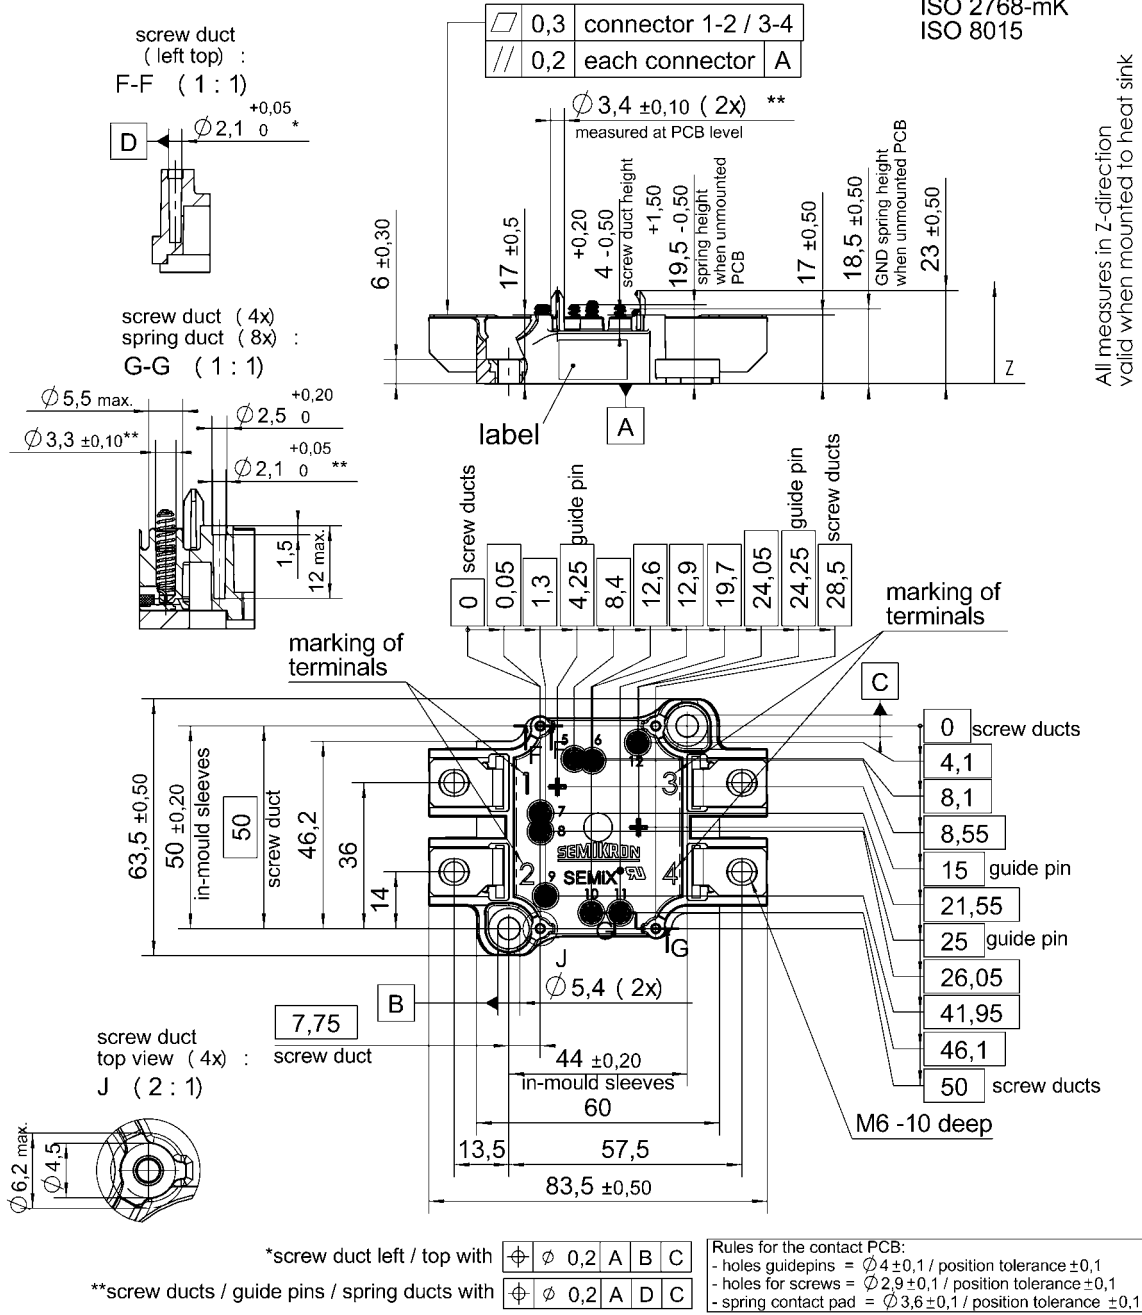 ISO 2768-mK
ISO 8015
All measures in Z-direction
valid when mounted to heat sink
screw duct
( left top) :
F-F ( 1 : 1)
D
∅2,1 +0,05 0 *
⏥ 0,3 connector 1-2 / 3-4
// 0,2 each connector A
∅3,4 ±0,10 ( 2x) **
measured at PCB level
6 ±0,30
17 ±0,5
4 +0,20 -0,50
screw duct height
19,5 +1,50 -0,50
spring height
when unmounted
PCB
17 ±0,50
18,5 ±0,50
GND spring height
when unmounted PCB
23 ±0,50
Z
label
A
screw duct ( 4x)
spring duct ( 8x) :
G-G ( 1 : 1)
∅5,5 max.
∅2,5 +0,20 0
∅3,3 ±0,10**
∅2,1 +0,05 0 **
1,5
12 max.
screw ducts
guide pin
guide pin
screw ducts
0
0,05
1,3
4,25
8,4
12,6
12,9
19,7
24,05
24,25
28,5
marking of
terminals
marking of
terminals
C
63,5 ±0,50
50 ±0,20
in-mould sleeves
50
screw duct
46,2
36
14
F
1
5
6
12
3
7
8
SEMIKRON
2
9
SEMIX®
4
10
11
J
G
0 screw ducts
4,1
8,1
8,55
15 guide pin
21,55
25 guide pin
26,05
41,95
46,1
50 screw ducts
B
∅5,4 ( 2x)
7,75
screw duct
44 ±0,20
in-mould sleeves
60
13,5
57,5
83,5 ±0,50
M6 -10 deep
screw duct
top view ( 4x) :
J ( 2 : 1)
∅6,2 max.
∅4,5
*screw duct left / top with ⌖ ∅ 0,2 A B C
**screw ducts / guide pins / spring ducts with ⌖ ∅ 0,2 A D C
Rules for the contact PCB:
- holes guidepins = ∅4±0,1 / position tolerance ±0,1
- holes for screws = ∅2,9±0,1 / position tolerance ±0,1
- spring contact pad = ∅3,6±0,1 / position tolerance ±0,1